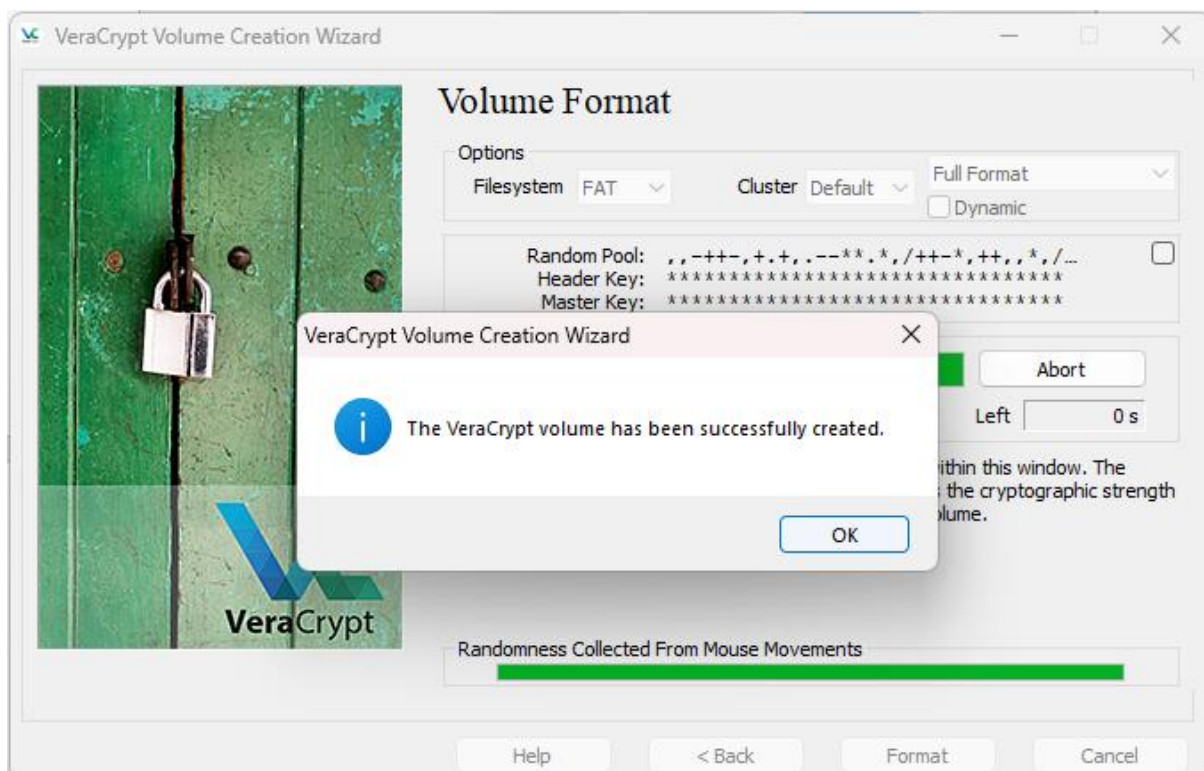 VeraCrypt Volume Creation Wizard
Volume Format
Options
Filesystem FAT Cluster Default Full Format
Dynamic
Random Pool: ,,-++-,+.+,.--**.*,/++-*,++,,*,/...
Header Key: **********************************
Master Key: **********************************
VeraCrypt Volume Creation Wizard
Abort
Left 0 s
The VeraCrypt volume has been successfully created.
ithin this window. The
the cryptographic strength
olume.
OK
VeraCrypt
Randomness Collected From Mouse Movements
Help < Back Format Cancel